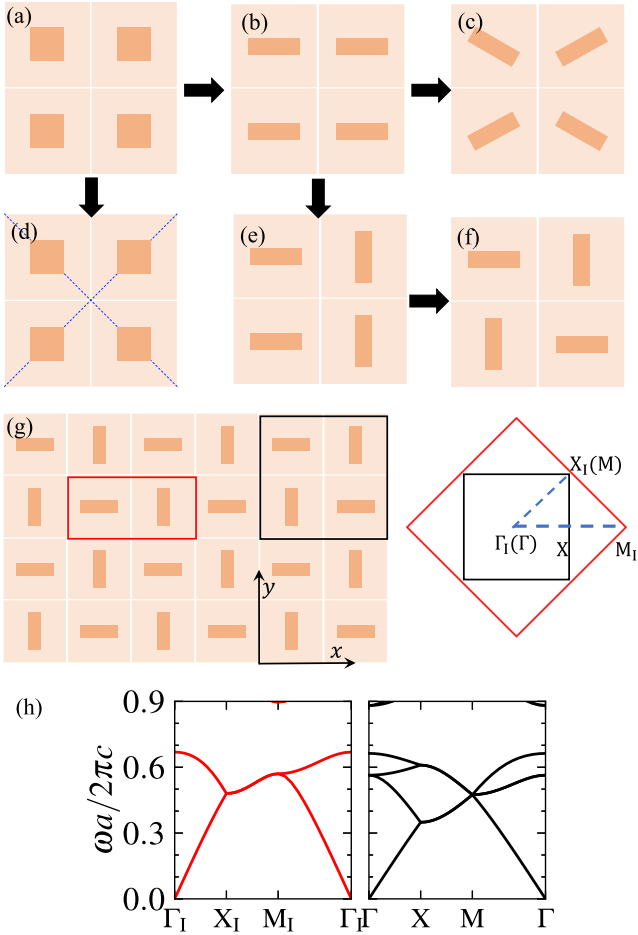 (a)
(b)
(c)
(d)
(e)
(f)
(g)
y
x
X_I(M)
Γ_I(Γ)
X
M_I
(h)
ωa/2πc
0.9
0.6
0.3
0.0
Γ_I X_I M_I Γ_I
Γ X M Γ